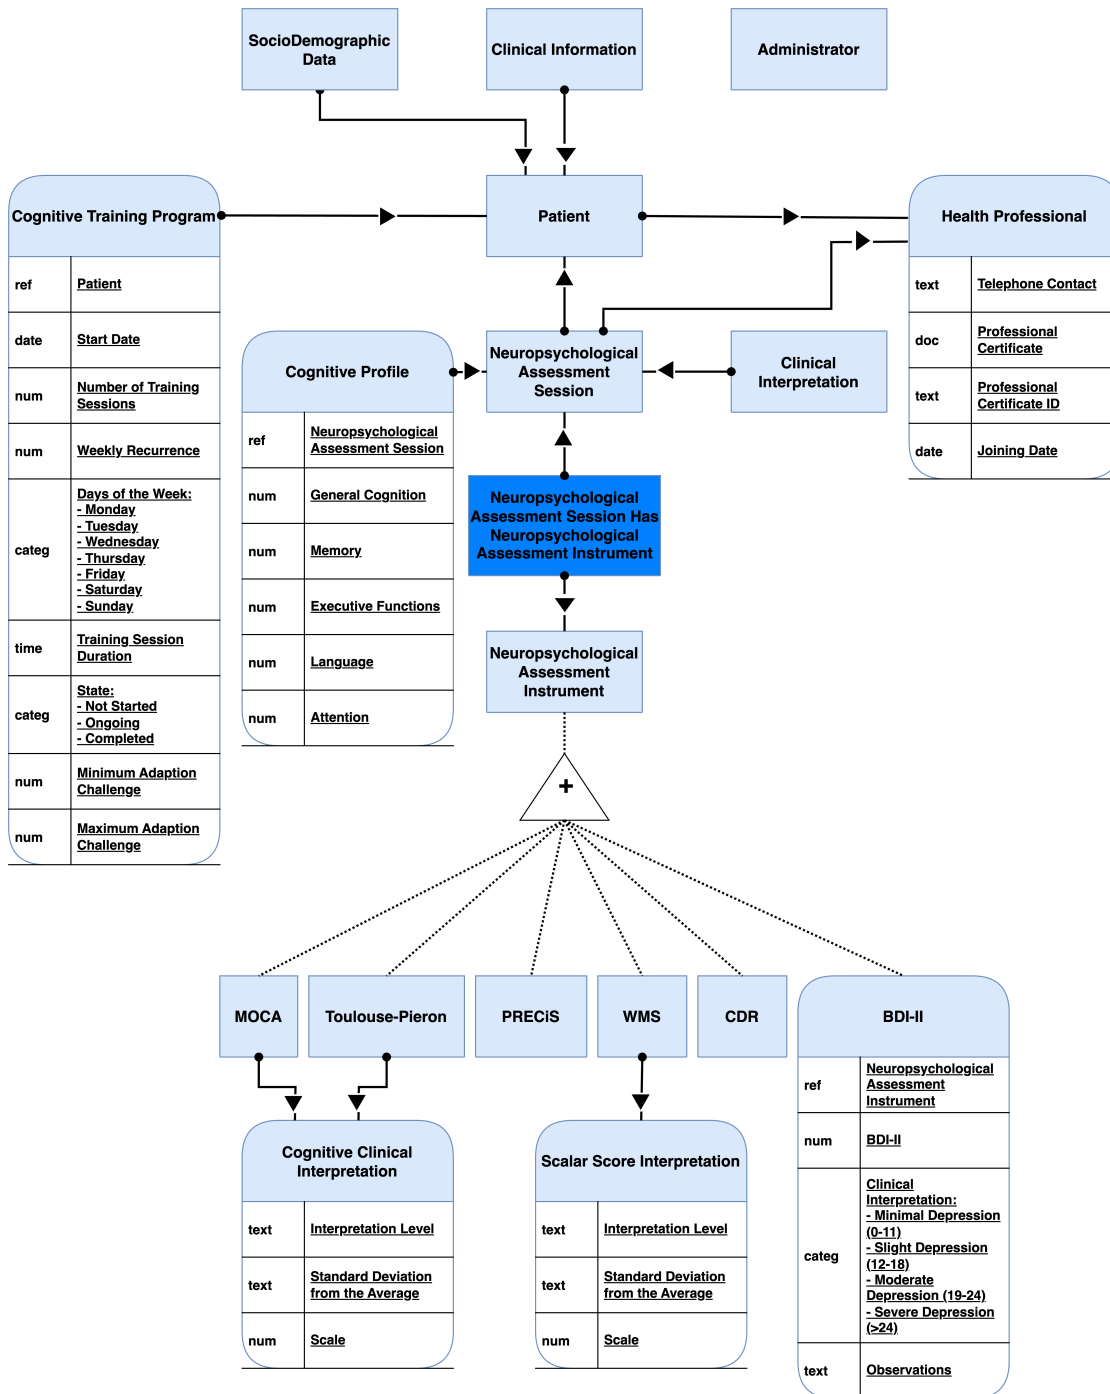 SocioDemographic
Data
Clinical Information
Administrator
Cognitive Training Program
Patient
Health Professional
ref
Patient
date
Start Date
num
Number of Training
Sessions
num
Weekly Recurrence
categ
Days of the Week:
- Monday
- Tuesday
- Wednesday
- Thursday
- Friday
- Saturday
- Sunday
time
Training Session
Duration
categ
State:
- Not Started
- Ongoing
- Completed
num
Minimum Adaption
Challenge
num
Maximum Adaption
Challenge
text
Telephone Contact
doc
Professional
Certificate
text
Professional
Certificate ID
date
Joining Date
Cognitive Profile
ref
Neuropsychological
Assessment Session
num
General Cognition
num
Memory
num
Executive Functions
num
Language
num
Attention
Neuropsychological
Assessment
Session
Clinical
Interpretation
Neuropsychological
Assessment Session Has
Neuropsychological
Assessment Instrument
Neuropsychological
Assessment
Instrument
+
MOCA
Toulouse-Pieron
PRECiS
WMS
CDR
BDI-II
Cognitive Clinical
Interpretation
text
Interpretation Level
text
Standard Deviation
from the Average
num
Scale
Scalar Score Interpretation
text
Interpretation Level
text
Standard Deviation
from the Average
num
Scale
ref
Neuropsychological
Assessment
Instrument
num
BDI-II
categ
Clinical
Interpretation:
- Minimal Depression
(0-11)
- Slight Depression
(12-18)
- Moderate
Depression (19-24)
- Severe Depression
(>24)
text
Observations